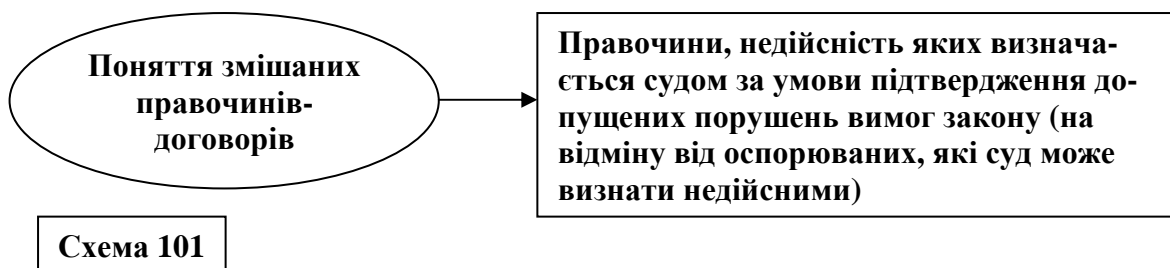 Поняття змішаних
правочинів-
договорів
Правочини, недійсність яких визнача-
ється судом за умови підтвердження до-
пущених порушень вимог закону (на
відміну від оспорюваних, які суд може
визнати недійсними)
Схема 101